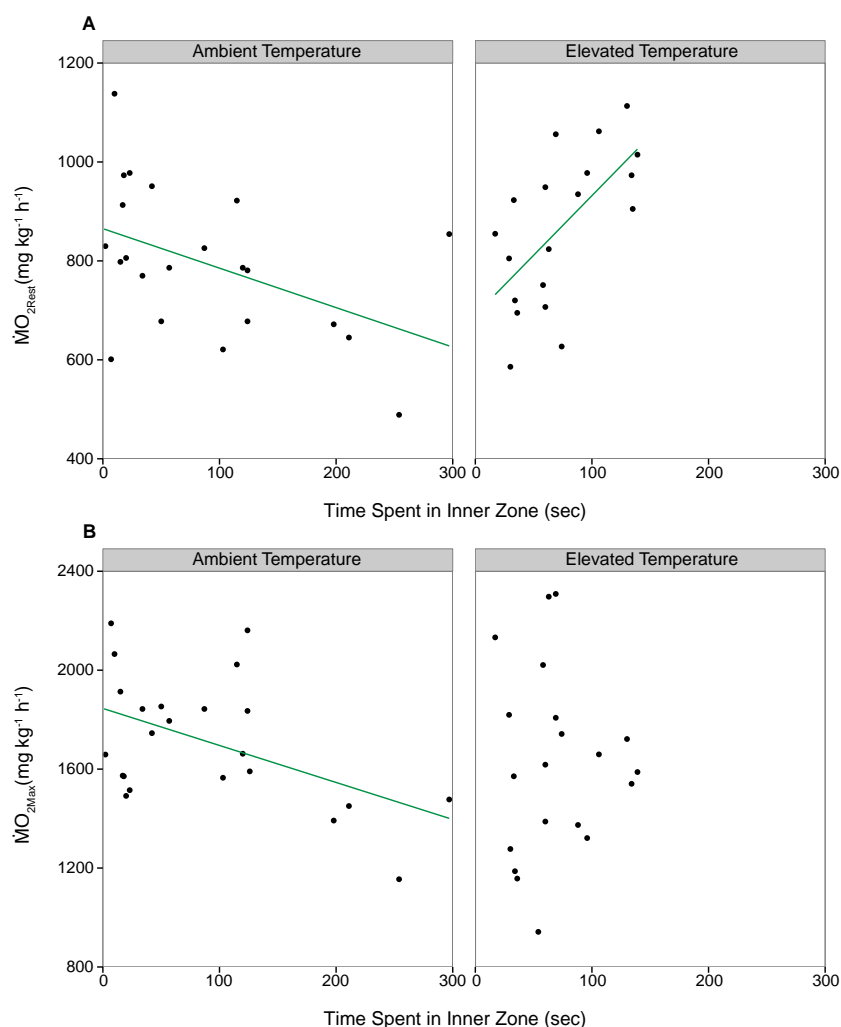 A
Ambient Temperature Elevated Temperature
1200
1000
800
600
400
ṀO2Rest(mg kg-1 h-1)
0 100 200 300 0 100 200 300
Time Spent in Inner Zone (sec)
B
Ambient Temperature Elevated Temperature
2400
2000
1600
1200
800
ṀO2Max(mg kg-1 h-1)
0 100 200 300 0 100 200 300
Time Spent in Inner Zone (sec)